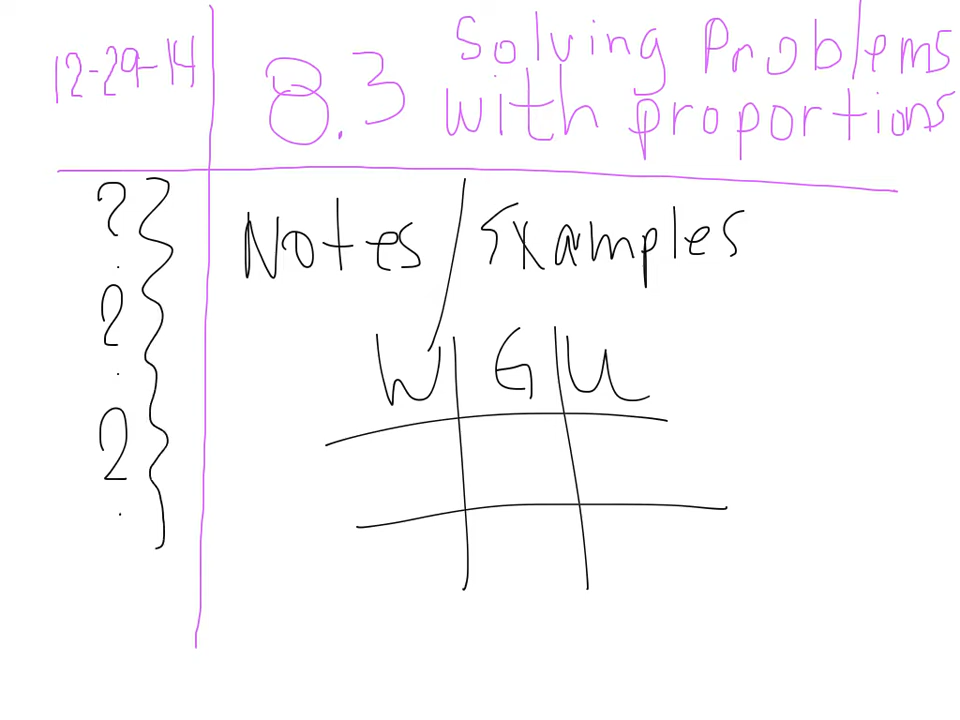 12-29-14
8.3 Solving Problems
with proportions
?
?
?
Notes/Examples
W G U